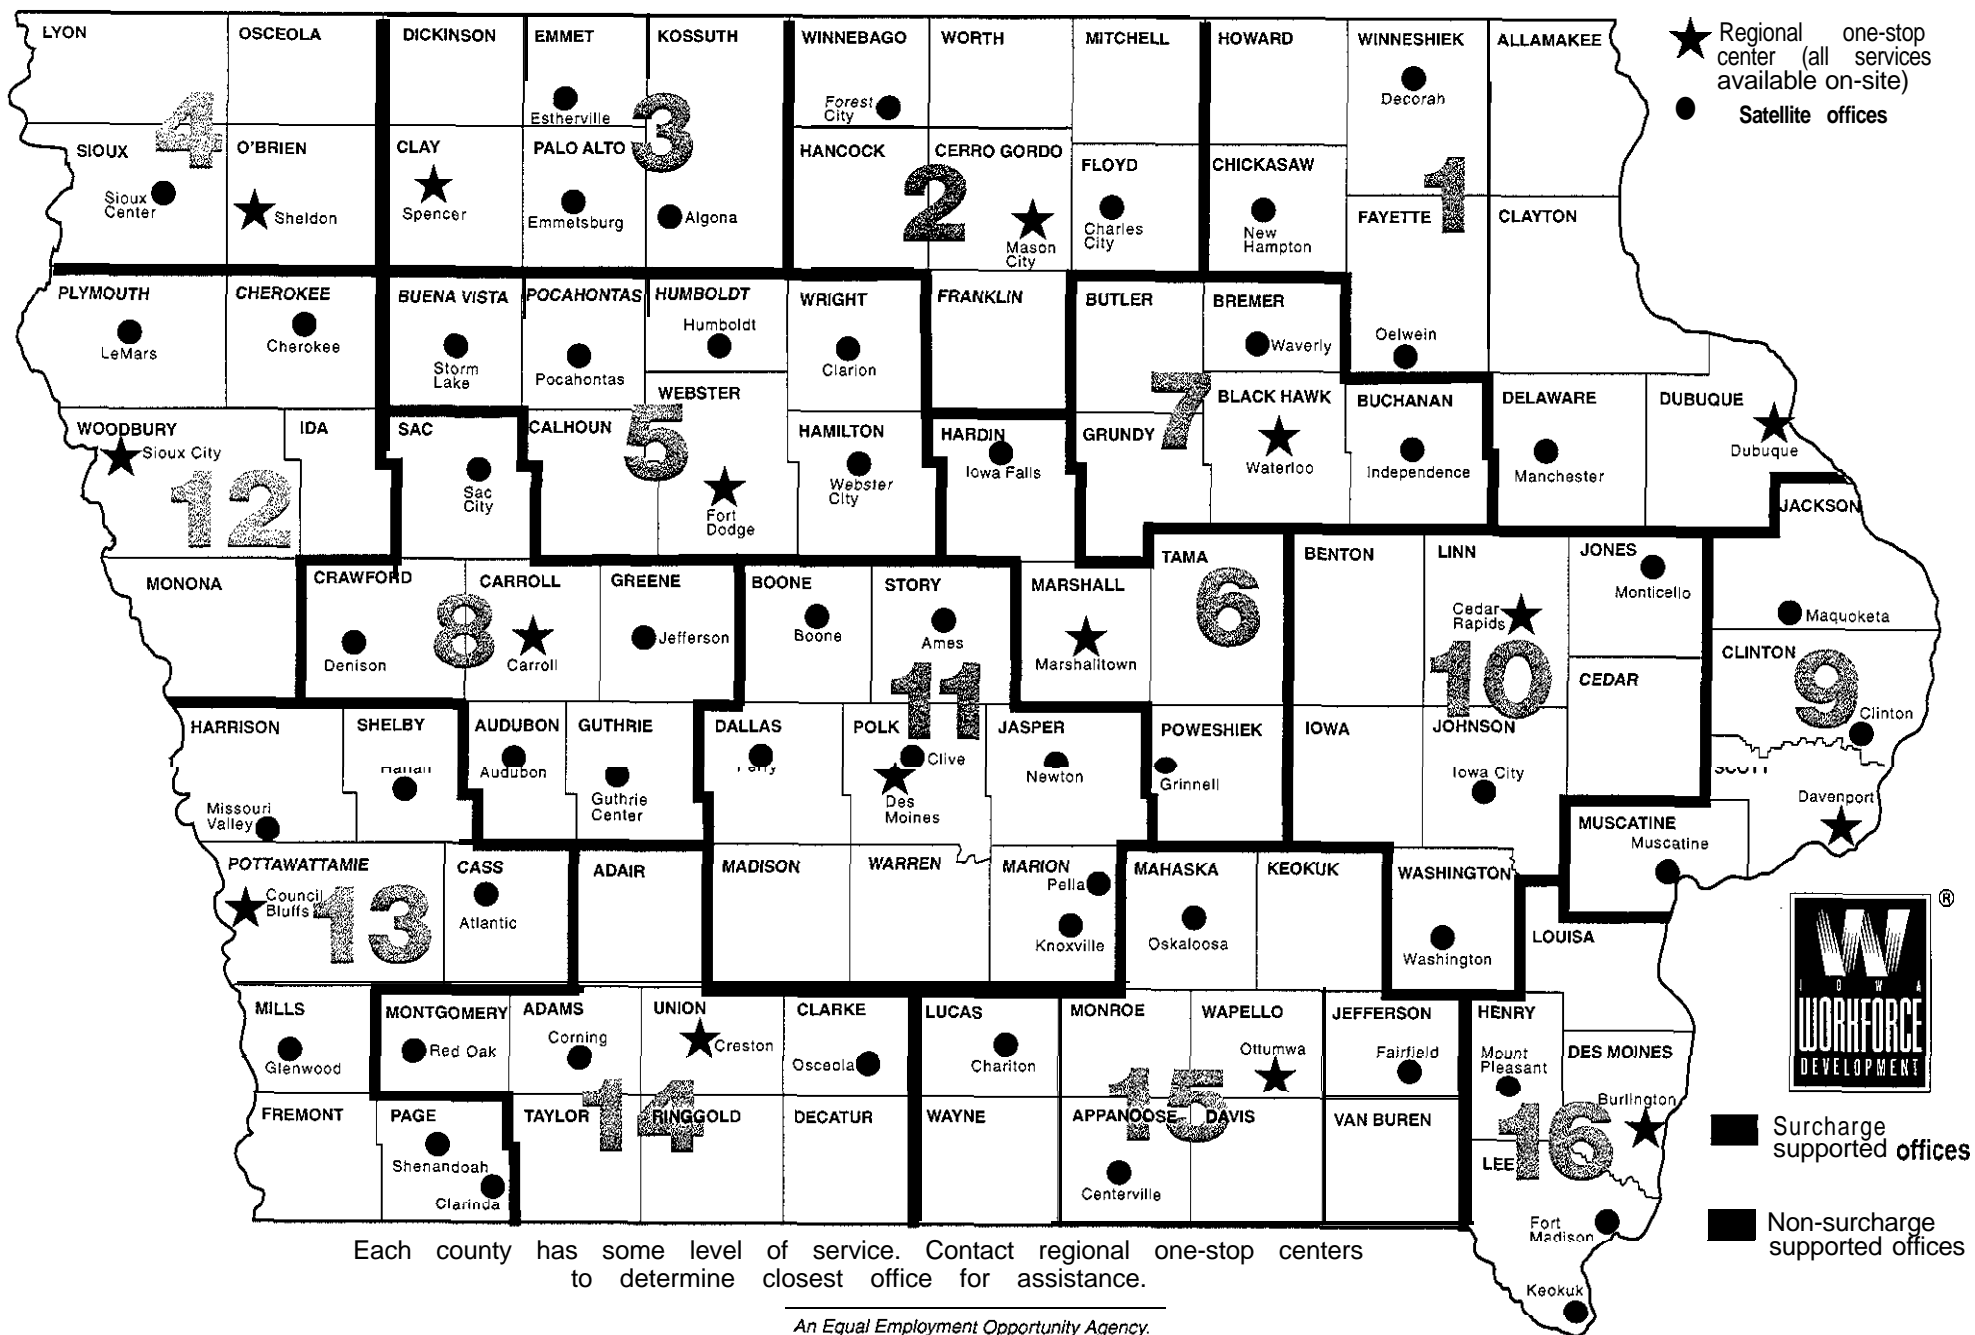 LYON
OSCEOLA
DICKINSON
EMMET
KOSSUTH
WINNEBAGO
WORTH
MITCHELL
HOWARD
WINNESHIEK
ALLAMAKEE
Regional one-stop
center (all services
available on-site)
Satellite offices
Estherville
Forest
City
Decorah
4
3
SIOUX
O'BRIEN
CLAY
PALO ALTO
HANCOCK
CERRO GORDO
FLOYD
CHICKASAW
Sioux
Center
Sheldon
Spencer
Emmetsburg
Algona
2
Mason
City
Charles
City
New
Hampton
1
FAYETTE
CLAYTON
PLYMOUTH
CHEROKEE
BUENA VISTA
POCAHONTAS
HUMBOLDT
WRIGHT
FRANKLIN
BUTLER
BREMER
LeMars
Cherokee
Storm
Lake
Pocahontas
Humboldt
Clarion
Waverly
Oelwein
WEBSTER
7
BLACK HAWK
BUCHANAN
DELAWARE
DUBUQUE
WOODBURY
IDA
SAC
CALHOUN
5
HAMILTON
HARDIN
GRUNDY
Sioux City
12
Sac
City
Fort
Dodge
Webster
City
Iowa Falls
Waterloo
Independence
Manchester
Dubuque
JACKSON
MONONA
CRAWFORD
CARROLL
GREENE
BOONE
STORY
MARSHALL
TAMA
BENTON
LINN
JONES
Monticello
Denison
8
Carroll
Jefferson
Boone
Ames
Marshalltown
6
Cedar
Rapids
10
Maquoketa
CLINTON
9
Clinton
CEDAR
11
HARRISON
SHELBY
AUDUBON
GUTHRIE
DALLAS
POLK
JASPER
POWESHIEK
IOWA
JOHNSON
Audubon
Clive
Newton
Grinnell
Iowa City
SCOTT
Missouri
Valley
Guthrie
Center
Des
Moines
Davenport
MUSCATINE
Muscatine
POTTAWATTAMIE
CASS
ADAIR
MADISON
WARREN
MARION
MAHASKA
KEOKUK
WASHINGTON
Council
Bluffs
13
Atlantic
Pella
Knoxville
Oskaloosa
Washington
LOUISA
®
W
IOWA
WORKFORCE
DEVELOPMENT
MILLS
MONTGOMERY
ADAMS
UNION
CLARKE
LUCAS
MONROE
WAPELLO
JEFFERSON
HENRY
DES MOINES
Glenwood
Red Oak
Corning
Creston
Osceola
Chariton
Ottumwa
Fairfield
Mount
Pleasant
Burlington
FREMONT
PAGE
TAYLOR
14
RINGGOLD
DECATUR
WAYNE
APPANOOSE
15
DAVIS
VAN BUREN
16
LEE
Shenandoah
Clarinda
Centerville
Fort
Madison
Keokuk
Surcharge
supported offices
Non-surcharge
supported offices
Each county has some level of service. Contact regional one-stop centers
to determine closest office for assistance.
An Equal Employment Opportunity Agency.